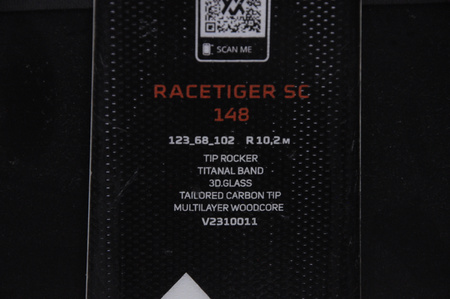 SCAN ME
RACETIGER SC
148
123_68_102 R 10,2 M
TIP ROCKER
TITANAL BAND
3D.GLASS
TAILORED CARBON TIP
MULTILAYER WOODCORE
V2310011